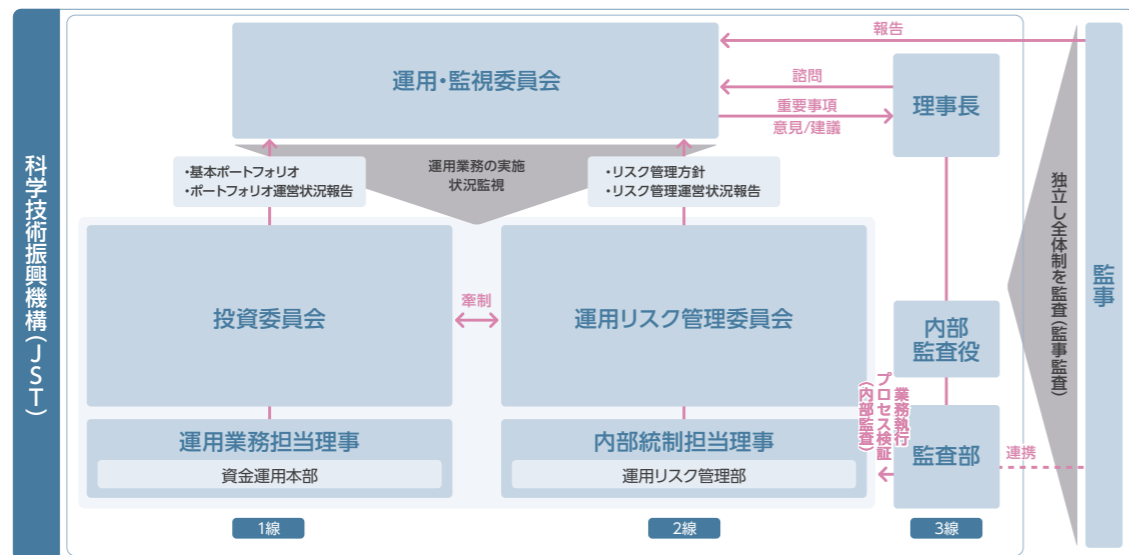 科学技術振興機構(JST)
運用・監視委員会
報告
諮問
重要事項
意見/建議
理事長
・基本ポートフォリオ
・ポートフォリオ運営状況報告
運用業務の実施
状況監視
・リスク管理方針
・リスク管理運営状況報告
投資委員会
牽制
運用リスク管理委員会
内部
監査役
独立し全体制を監査(監事監査)
監事
運用業務担当理事
資金運用本部
内部統制担当理事
運用リスク管理部
業務執行
プロセス検証
(内部監査)
監査部
連携
1線
2線
3線